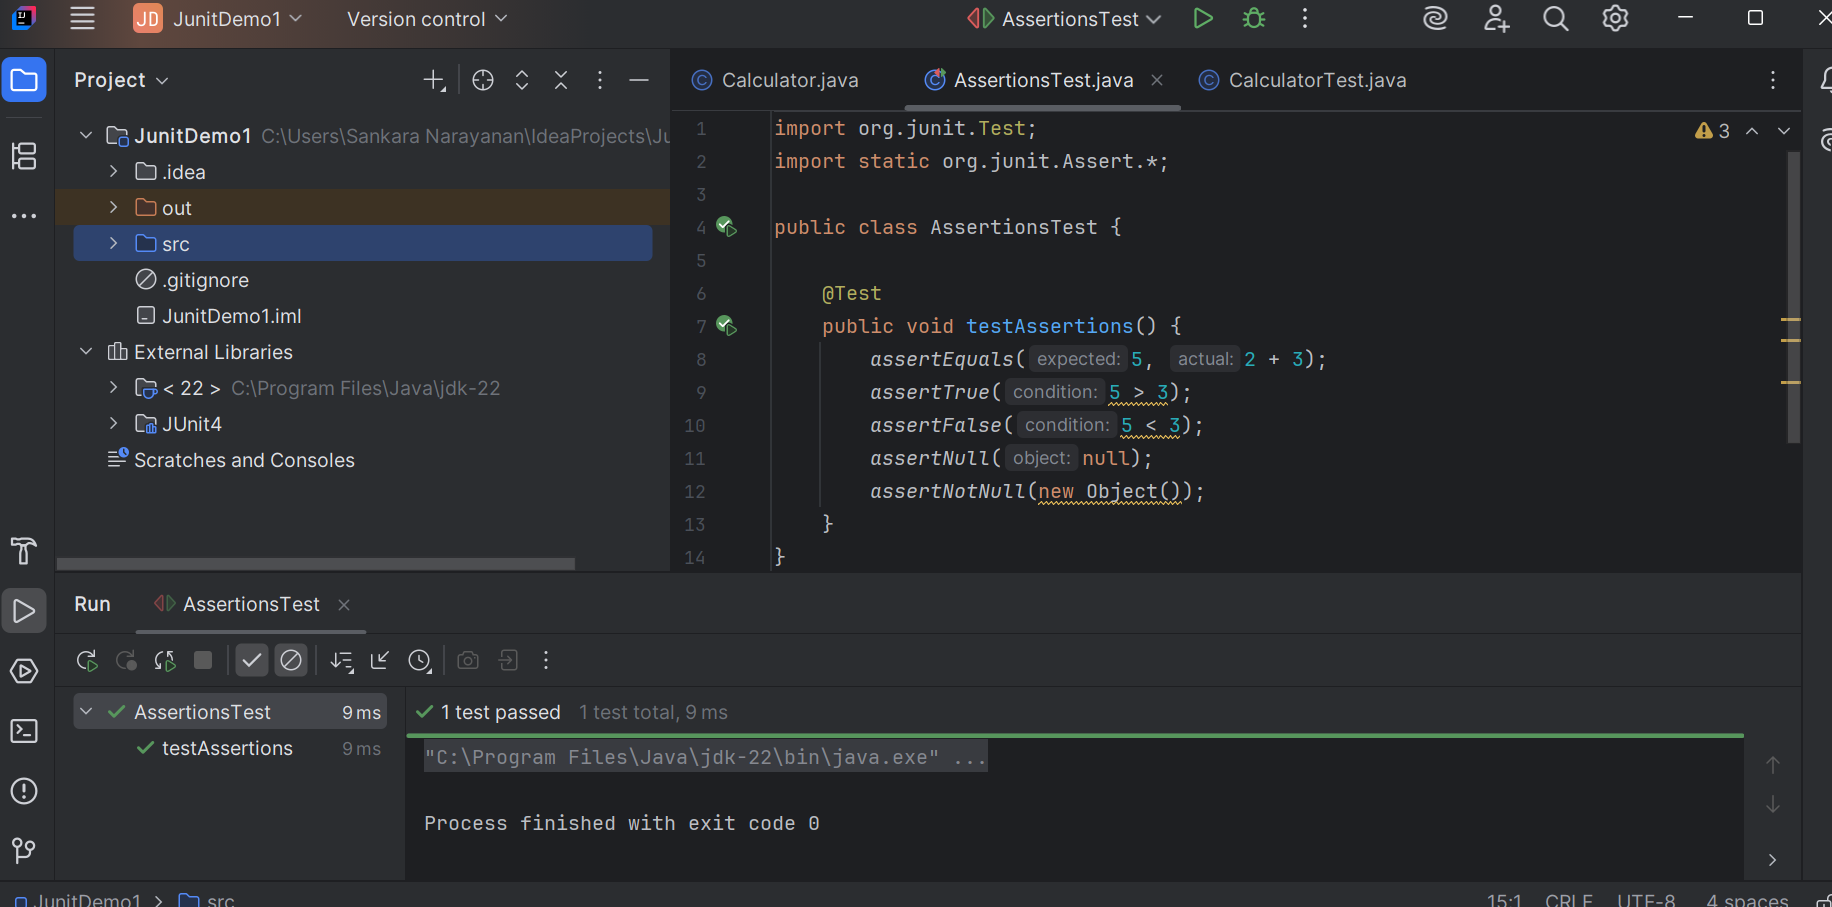 JD JunitDemo1 Version control AssertionsTest
Project
JunitDemo1 C:\Users\Sankara Narayanan\IdeaProjects\Ju
.idea
out
src
.gitignore
JunitDemo1.iml
External Libraries
< 22 > C:\Program Files\Java\jdk-22
JUnit4
Scratches and Consoles
Calculator.java AssertionsTest.java CalculatorTest.java
3
1 import org.junit.Test;
2 import static org.junit.Assert.*;
3
4 public class AssertionsTest {
5
6 @Test
7 public void testAssertions() {
8 assertEquals( expected: 5, actual: 2 + 3);
9 assertTrue( condition: 5 > 3);
10 assertFalse( condition: 5 < 3);
11 assertNull( object: null);
12 assertNotNull(new Object());
13 }
14 }
Run AssertionsTest
AssertionsTest 9 ms
testAssertions 9 ms
1 test passed 1 test total, 9 ms
"C:\Program Files\Java\jdk-22\bin\java.exe" ...
Process finished with exit code 0
JunitDemo1 > src 15:1 CRLF UTF-8 4 spaces